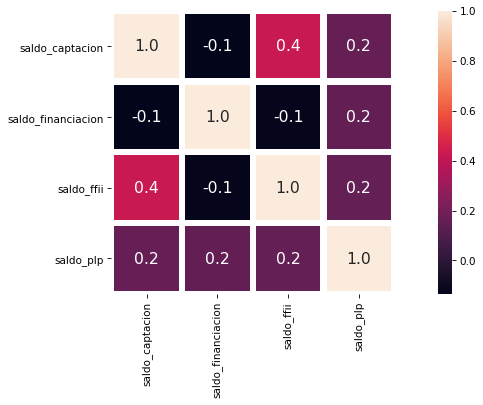 saldo_captacion 1.0 -0.1 0.4 0.2
saldo_financiacion -0.1 1.0 -0.1 0.2
saldo_ffii 0.4 -0.1 1.0 0.2
saldo_plp 0.2 0.2 0.2 1.0
saldo_captacion
saldo_financiacion
saldo_ffii
saldo_plp
1.0
0.8
0.6
0.4
0.2
0.0